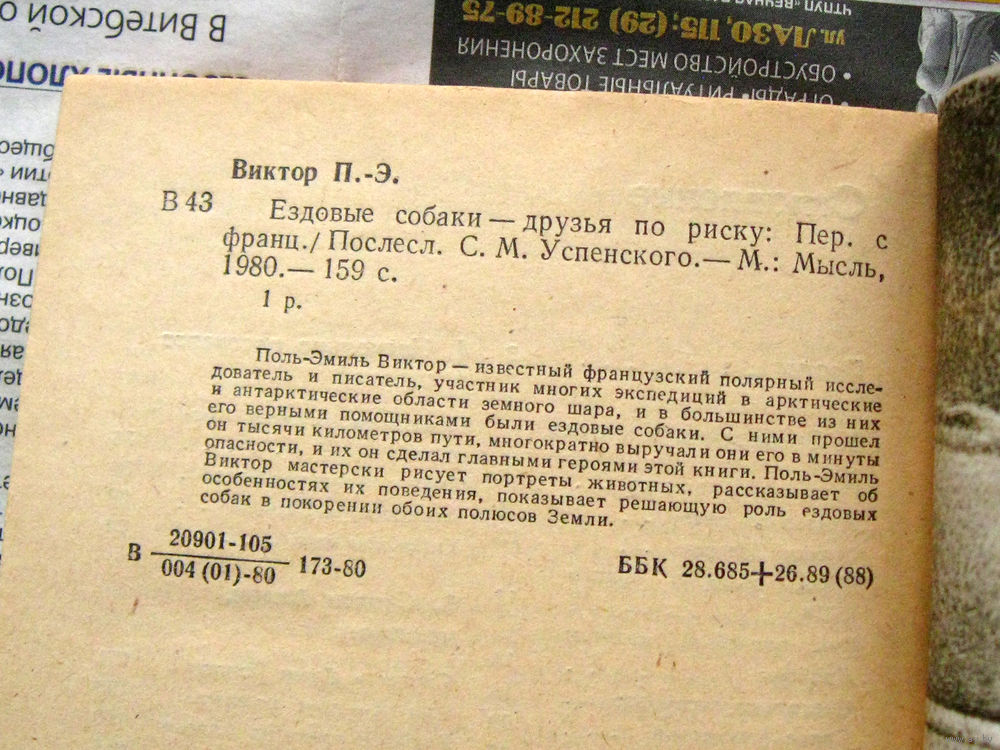 Виктор П.-Э.
В 43
Ездовые собаки — друзья по риску: Пер. с
франц./ Послесл. С. М. Успенского.— М.: Мысль,
1980.— 159 с.
1 р.
Поль-Эмиль Виктор — известный французский полярный иссле-
дователь и писатель, участник многих экспедиций в арктические
и антарктические области земного шара, и в большинстве из них
его верными помощниками были ездовые собаки. С ними прошел
он тысячи километров пути, многократно выручали они его в минуты
опасности, и их он сделал главными героями этой книги. Поль-Эмиль
Виктор мастерски рисует портреты животных, рассказывает об
особенностях их поведения, показывает решающую роль ездовых
собак в покорении обоих полюсов Земли.
В 20901-105
004 (01)-80 173-80
ББК 28.685+26.89 (88)
В Витебской о
ул. ЛАЗО, 115; (29) 212-89-75
• ОБУСТРОЙСТВО МЕСТ ЗАХОРОНЕНИЯ
• ОГРАДЫ • РИТУАЛЬНЫЕ ТОВАРЫ